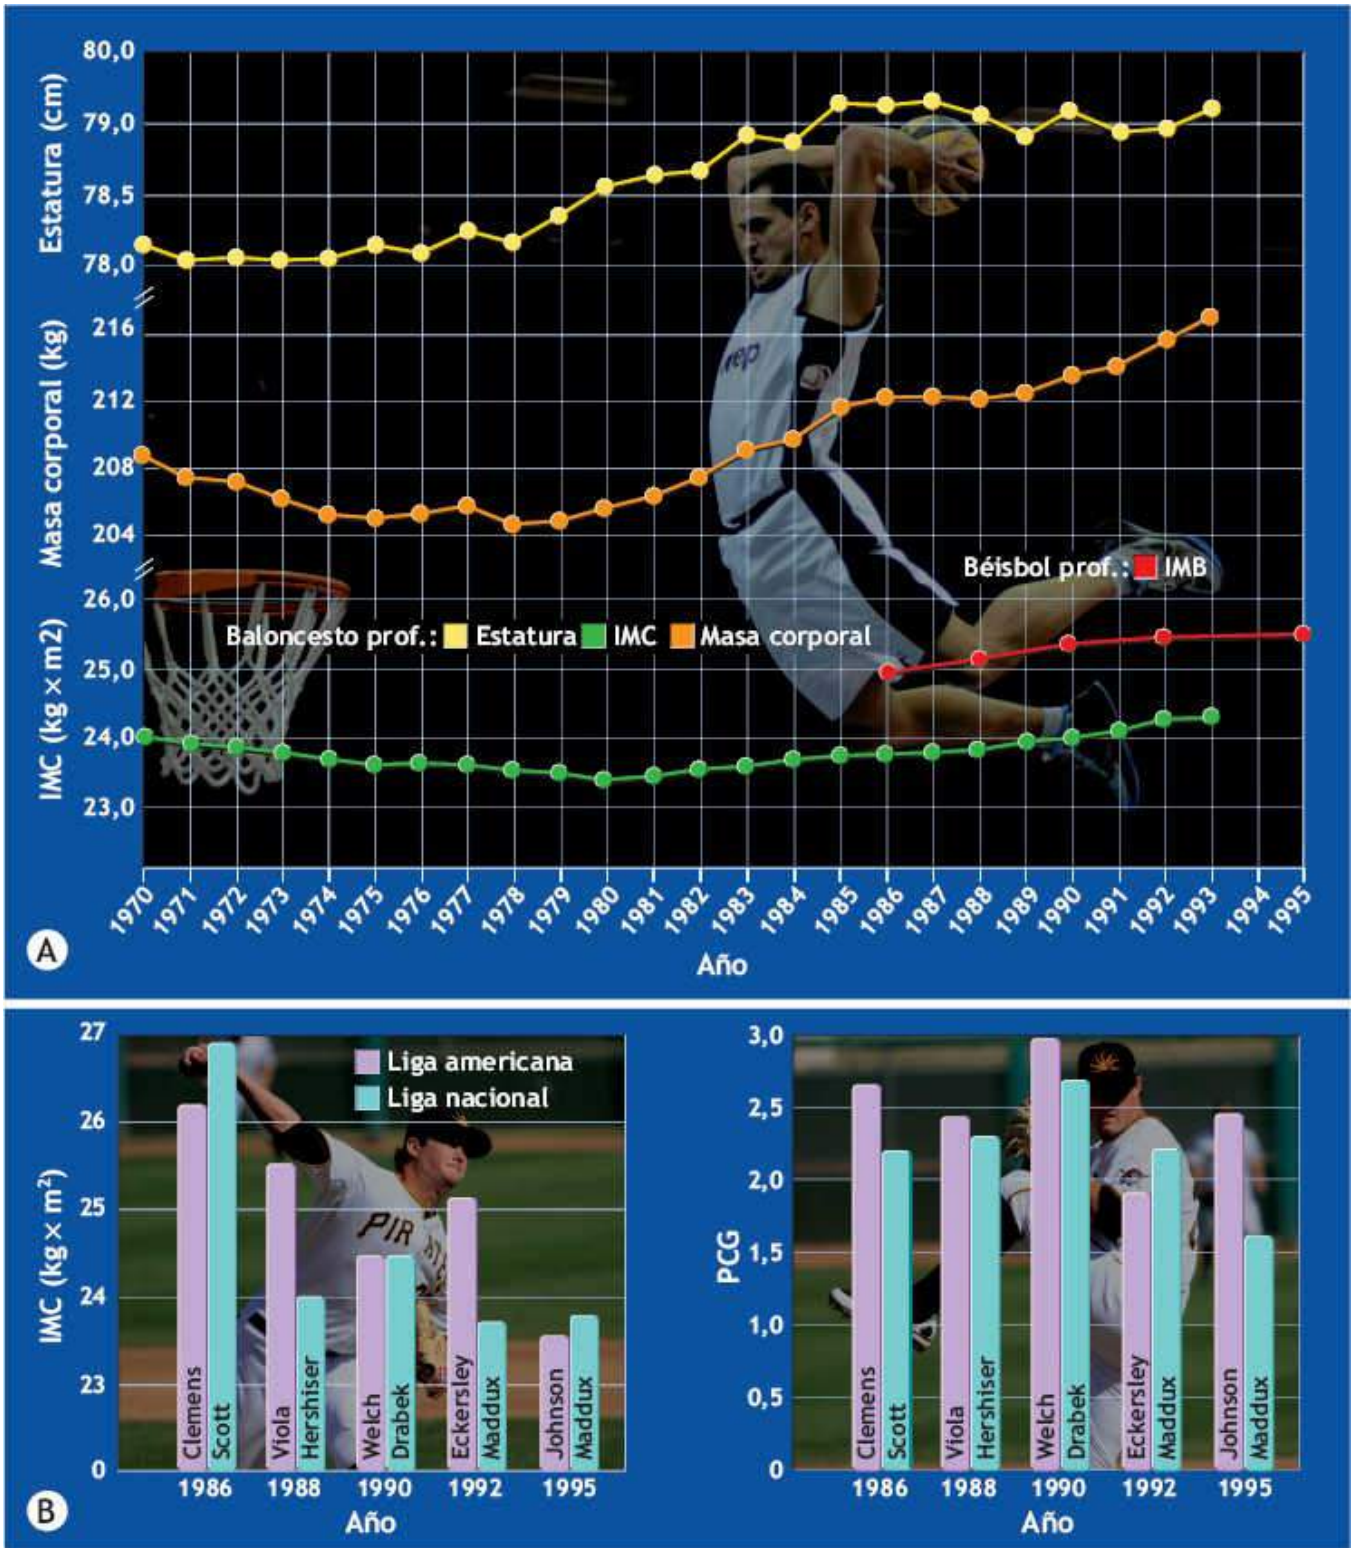 Estatura (cm)
80,0
79,0
78,5
78,0
Masa corporal (kg)
216
212
208
204
IMC (kg × m2)
26,0
25,0
24,0
23,0
Béisbol prof.: IMB
Baloncesto prof.: Estatura IMC Masa corporal
1970 1971 1972 1973 1974 1975 1976 1977 1978 1979 1980 1981 1982 1983 1984 1985 1986 1987 1988 1989 1990 1991 1992 1993 1994 1995
Año
A
IMC (kg × m²)
27
26
25
24
23
0
Liga americana
Liga nacional
PIR
Clemens
Scott
Viola
Hershiser
Welch
Drabek
Eckersley
Maddux
Johnson
Maddux
1986 1988 1990 1992 1995
Año
B
PCG
3,0
2,5
2,0
1,5
1,0
0,5
0
Clemens
Scott
Viola
Hershiser
Welch
Drabek
Eckersley
Maddux
Johnson
Maddux
1986 1988 1990 1992 1995
Año